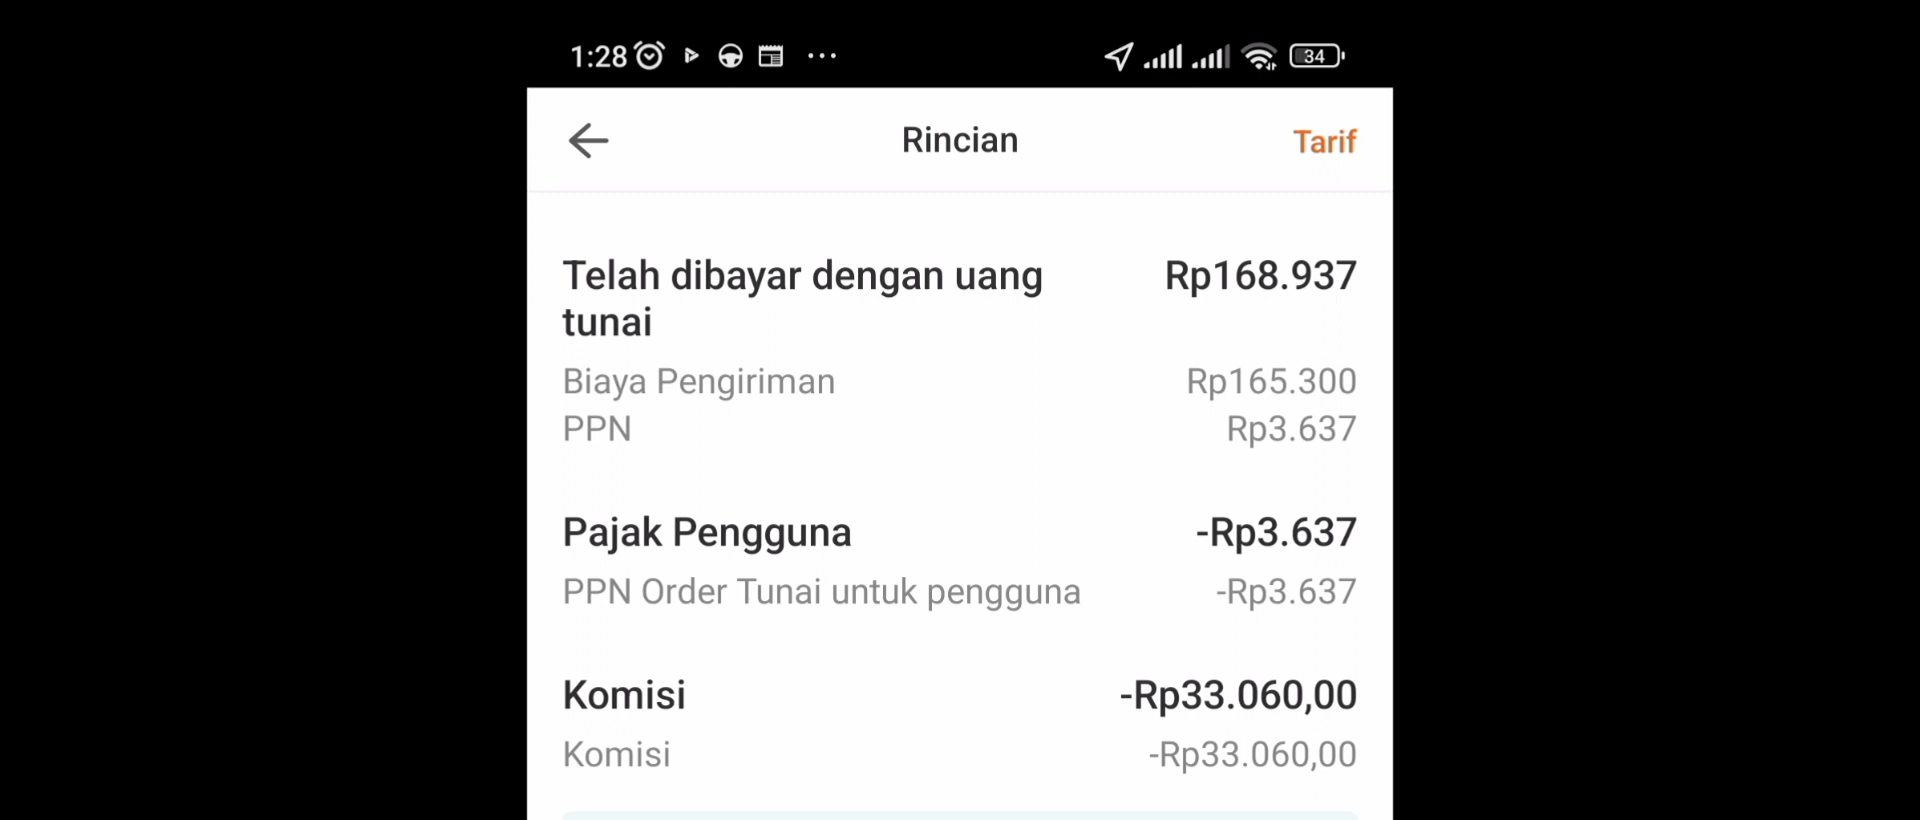 1:28 34
Rincian Tarif
Telah dibayar dengan uang Rp168.937
tunai
Biaya Pengiriman Rp165.300
PPN Rp3.637
Pajak Pengguna -Rp3.637
PPN Order Tunai untuk pengguna -Rp3.637
Komisi -Rp33.060,00
Komisi -Rp33.060,00